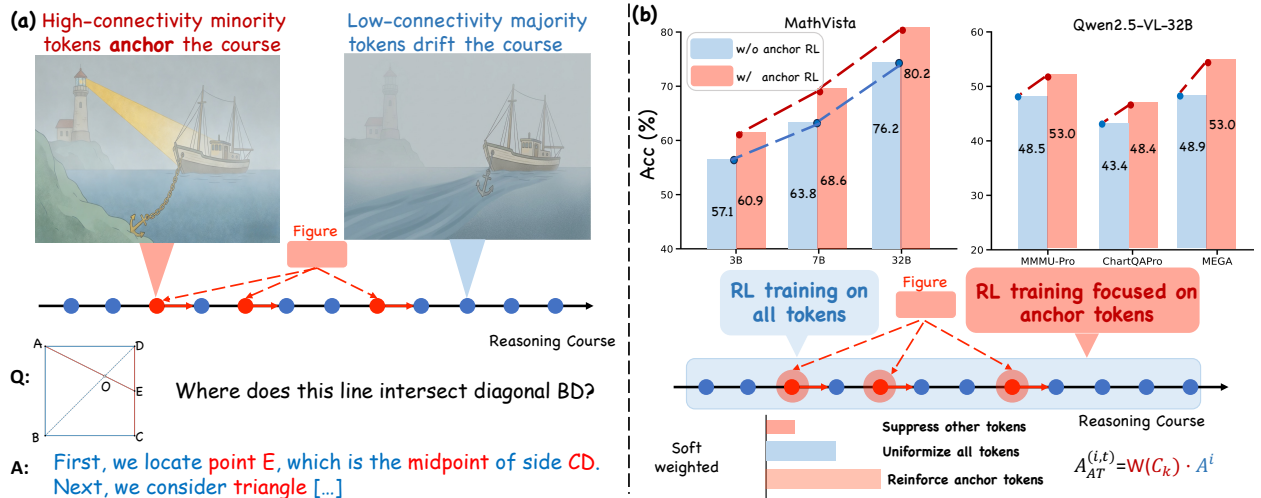 (a)
High-connectivity minority
tokens anchor the course
Low-connectivity majority
tokens drift the course
Figure
Reasoning Course
Q:
A
D
O
E
B
C
Where does this line intersect diagonal BD?
A:
First, we locate point E, which is the midpoint of side CD.
Next, we consider triangle [...]
(b)
MathVista
Acc (%)
80
70
60
50
40
w/o anchor RL
w/ anchor RL
57.1
60.9
63.8
68.6
76.2
80.2
3B
7B
32B
Qwen2.5-VL-32B
60
50
40
30
20
48.5
53.0
43.4
48.4
48.9
53.0
MMMU-Pro
ChartQAPro
MEGA
RL training on
all tokens
Figure
RL training focused on
anchor tokens
Reasoning Course
Soft
weighted
Suppress other tokens
Uniformize all tokens
Reinforce anchor tokens
A_{AT}^{(i,t)}=W(C_k) · A^i